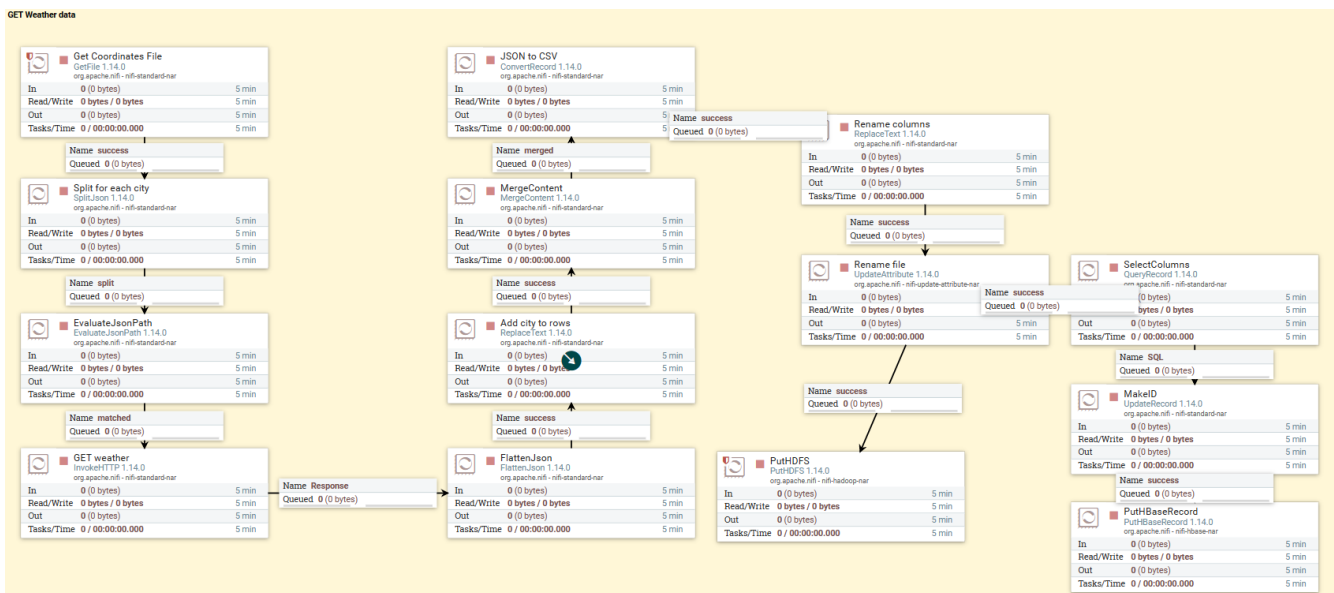 GET Weather data
Get Coordinates File
GetFile 1.14.0
org.apache.nifi - nifi-standard-nar
In 0 (0 bytes) 5 min
Read/Write 0 bytes / 0 bytes 5 min
Out 0 (0 bytes) 5 min
Tasks/Time 0 / 00:00:00.000 5 min
Name success
Queued 0 (0 bytes)
Split for each city
SplitJson 1.14.0
org.apache.nifi - nifi-standard-nar
In 0 (0 bytes) 5 min
Read/Write 0 bytes / 0 bytes 5 min
Out 0 (0 bytes) 5 min
Tasks/Time 0 / 00:00:00.000 5 min
Name split
Queued 0 (0 bytes)
EvaluateJsonPath
EvaluateJsonPath 1.14.0
org.apache.nifi - nifi-standard-nar
In 0 (0 bytes) 5 min
Read/Write 0 bytes / 0 bytes 5 min
Out 0 (0 bytes) 5 min
Tasks/Time 0 / 00:00:00.000 5 min
Name matched
Queued 0 (0 bytes)
GET weather
InvokeHTTP 1.14.0
org.apache.nifi - nifi-standard-nar
In 0 (0 bytes) 5 min
Read/Write 0 bytes / 0 bytes 5 min
Out 0 (0 bytes) 5 min
Tasks/Time 0 / 00:00:00.000 5 min
Name Response
Queued 0 (0 bytes)
JSON to CSV
ConvertRecord 1.14.0
org.apache.nifi - nifi-standard-nar
In 0 (0 bytes) 5 min
Read/Write 0 bytes / 0 bytes 5 min
Out 0 (0 bytes) 5
Tasks/Time 0 / 00:00:00.000 5
Name merged
Queued 0 (0 bytes)
MergeContent
MergeContent 1.14.0
org.apache.nifi - nifi-standard-nar
In 0 (0 bytes) 5 min
Read/Write 0 bytes / 0 bytes 5 min
Out 0 (0 bytes) 5 min
Tasks/Time 0 / 00:00:00.000 5 min
Name success
Queued 0 (0 bytes)
Add city to rows
ReplaceText 1.14.0
org.apache.nifi - nifi-standard-nar
In 0 (0 bytes) 5 min
Read/Write 0 bytes / 0 bytes 5 min
Out 0 (0 bytes) 5 min
Tasks/Time 0 / 00:00:00.000 5 min
Name success
Queued 0 (0 bytes)
FlattenJson
FlattenJson 1.14.0
org.apache.nifi - nifi-standard-nar
In 0 (0 bytes) 5 min
Read/Write 0 bytes / 0 bytes 5 min
Out 0 (0 bytes) 5 min
Tasks/Time 0 / 00:00:00.000 5 min
Name success
Queued 0 (0 bytes)
Rename columns
ReplaceText 1.14.0
org.apache.nifi - nifi-standard-nar
In 0 (0 bytes) 5 min
Read/Write 0 bytes / 0 bytes 5 min
Out 0 (0 bytes) 5 min
Tasks/Time 0 / 00:00:00.000 5 min
Name success
Queued 0 (0 bytes)
Rename file
UpdateAttribute 1.14.0
org.apache.nifi - nifi-update-attribute-nar
In 0 (0 bytes)
Read/Write 0 bytes / 0 bytes
Out 0 (0 bytes) 5 min
Tasks/Time 0 / 00:00:00.000 5 min
Name success
Queued 0 (0 bytes)
Name success
Queued 0 (0 bytes)
PutHDFS
PutHDFS 1.14.0
org.apache.nifi - nifi-hadoop-nar
In 0 (0 bytes) 5 min
Read/Write 0 bytes / 0 bytes 5 min
Out 0 (0 bytes) 5 min
Tasks/Time 0 / 00:00:00.000 5 min
SelectColumns
QueryRecord 1.14.0
org.apache.nifi - nifi-standard-nar
(0 bytes) 5 min
bytes / 0 bytes 5 min
Out 0 (0 bytes) 5 min
Tasks/Time 0 / 00:00:00.000 5 min
Name SQL
Queued 0 (0 bytes)
MakeID
UpdateRecord 1.14.0
org.apache.nifi - nifi-standard-nar
In 0 (0 bytes) 5 min
Read/Write 0 bytes / 0 bytes 5 min
Out 0 (0 bytes) 5 min
Tasks/Time 0 / 00:00:00.000 5 min
Name success
Queued 0 (0 bytes)
PutHBaseRecord
PutHBaseRecord 1.14.0
org.apache.nifi - nifi-hbase-nar
In 0 (0 bytes) 5 min
Read/Write 0 bytes / 0 bytes 5 min
Out 0 (0 bytes) 5 min
Tasks/Time 0 / 00:00:00.000 5 min